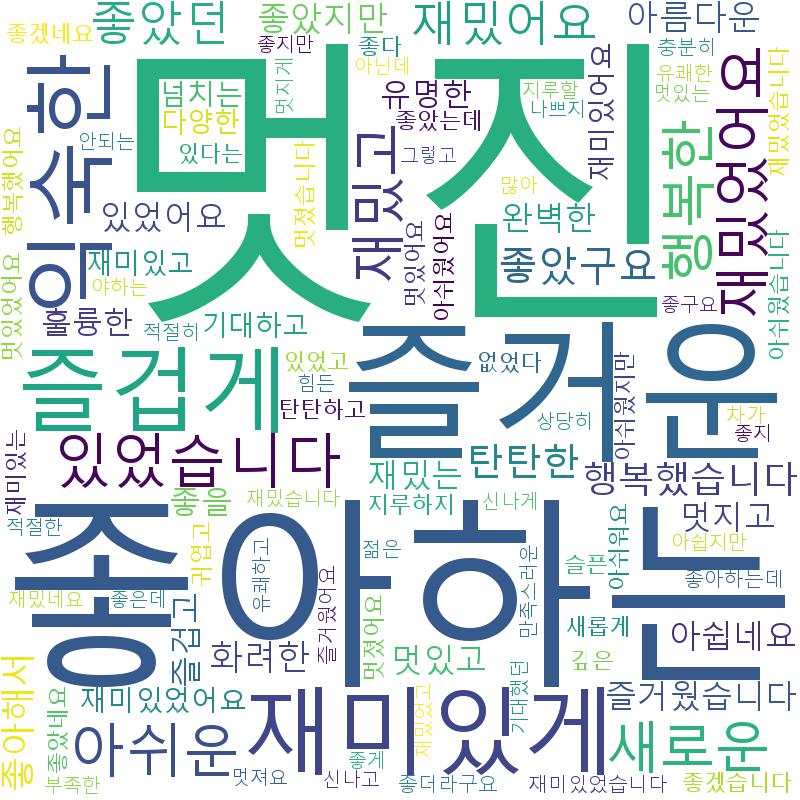 좋겠네요
좋았던
좋았지만
재밌어요
아름다운
좋지만
좋다
충분히
익숙한
멋진
멋지게
아닌데
지루할
유쾌한
넘치는
유명한
나쁘지
멋있는
다양한
좋았는데
재미있어요
재밌었어요
재밌었습니다
안되는
있다는
멋졌습니다
재밌고
그렇고
행복한
행복했어요
많아
있었어요
완벽한
멋있어요
아쉬웠어요
재미있고
좋았구요
아쉬웠습니다
멋있었어요
야하는
훌륭한
적절히
기대하고
좋구요
즐겁게
있었고
즐거운
없었다
힘든
아쉬웠지만
탄탄하고
상당히
차가
좋지
있었습니다
재미있는
재밌는
탄탄한
행복했습니다
좋을
재밌습니다
지루하지
신나게
멋지고
좋아하는
적절한
귀엽고
유쾌하고
젊은
만족스러운
슬픈
아쉬워요
아쉽지만
좋아하는데
재밌네요
좋은데
즐겁고
즐거웠어요
멋졌어요
새롭게
아쉽네요
화려한
멋있고
깊은
좋아해서
좋았네요
재미있었어요
재미있게
재미있었고
기대했던
즐거웠습니다
아쉬운
새로운
부족한
멋져요
신나고
좋게
좋더라구요
재미있었습니다
좋겠습니다